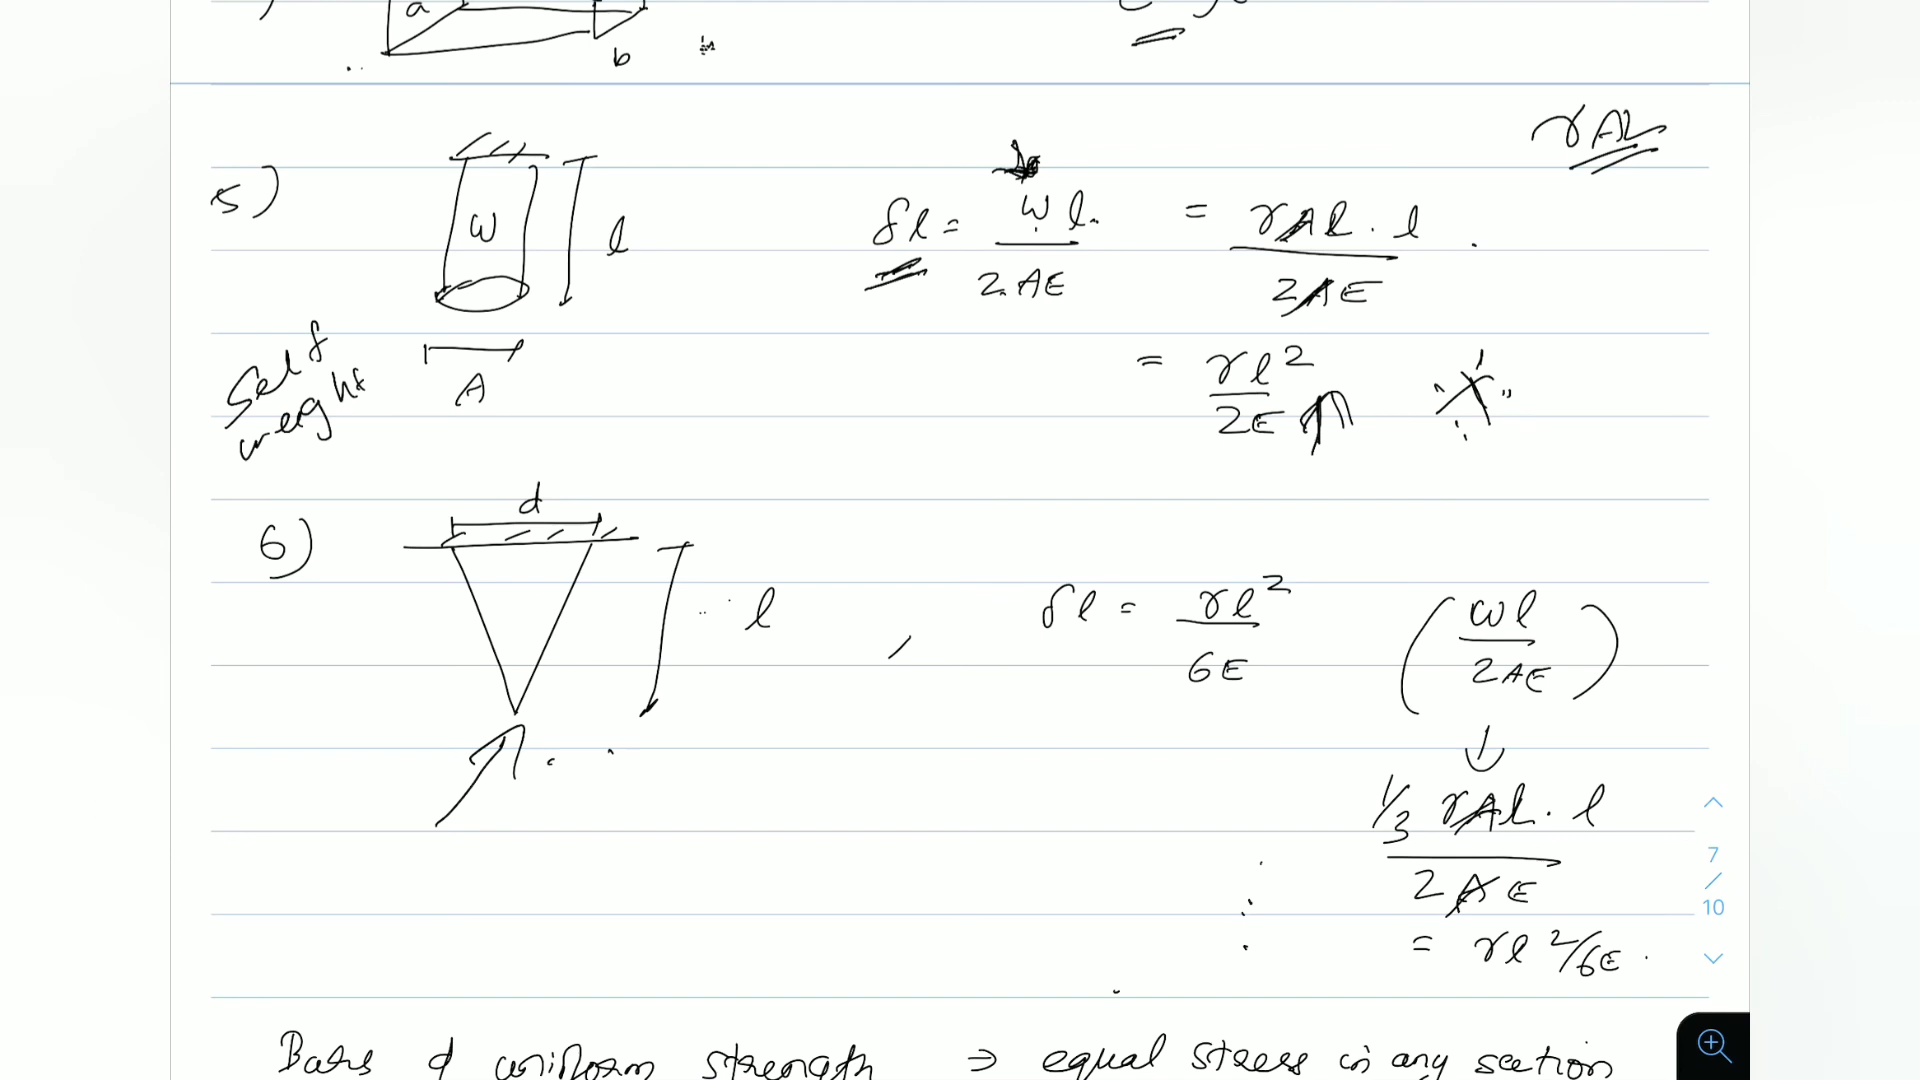 a
b
γAL
5)
W
l
δl = Wl / 2AE = γAl . l / 2AE
Self weight
A
= γl² / 2E
d
6)
l , δl = γl² / 6E ( Wl / 2AE )
1/3 γAl . l / 2AE
= γl²/6E .
7 / 10
Bars of uniform strength ⇒ equal stress in any section